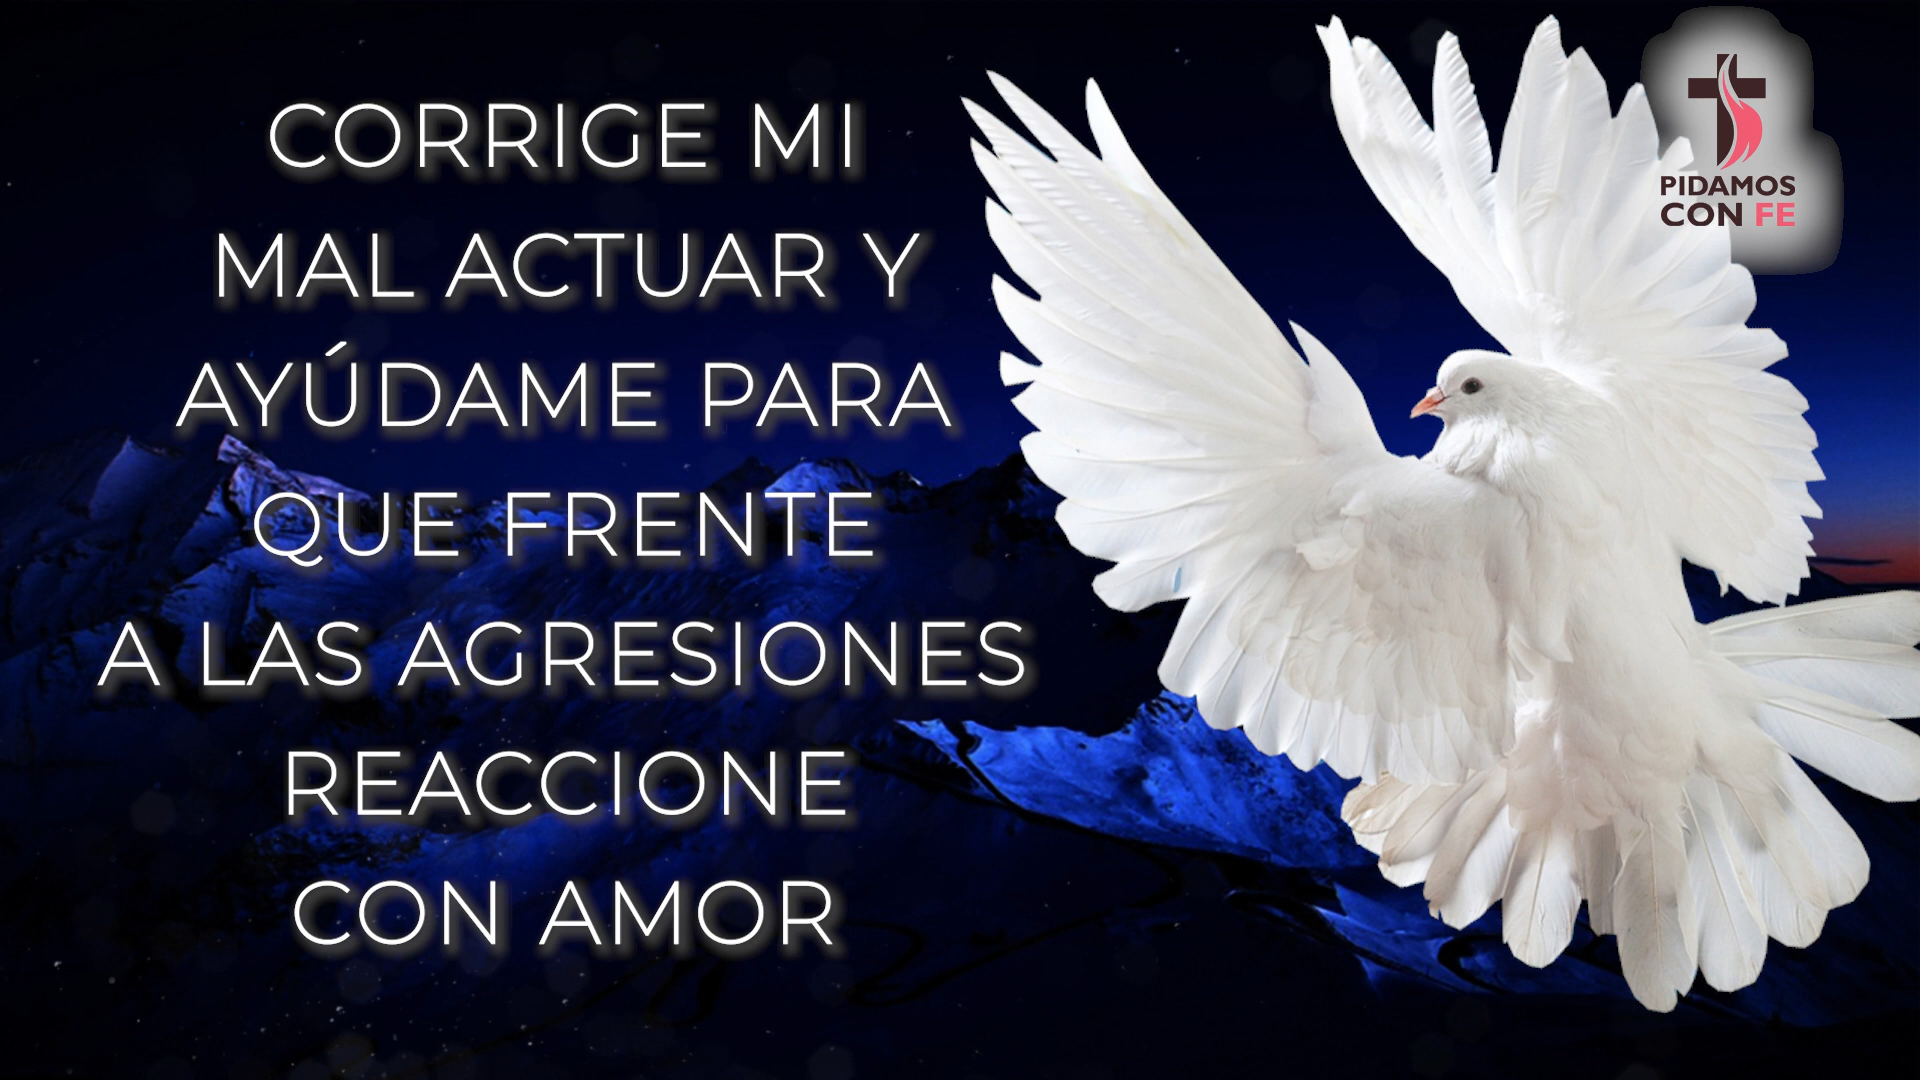 CORRIGE MI
MAL ACTUAR Y
AYÚDAME PARA
QUE FRENTE
A LAS AGRESIONES
REACCIONE
CON AMOR
PIDAMOS
CON FE